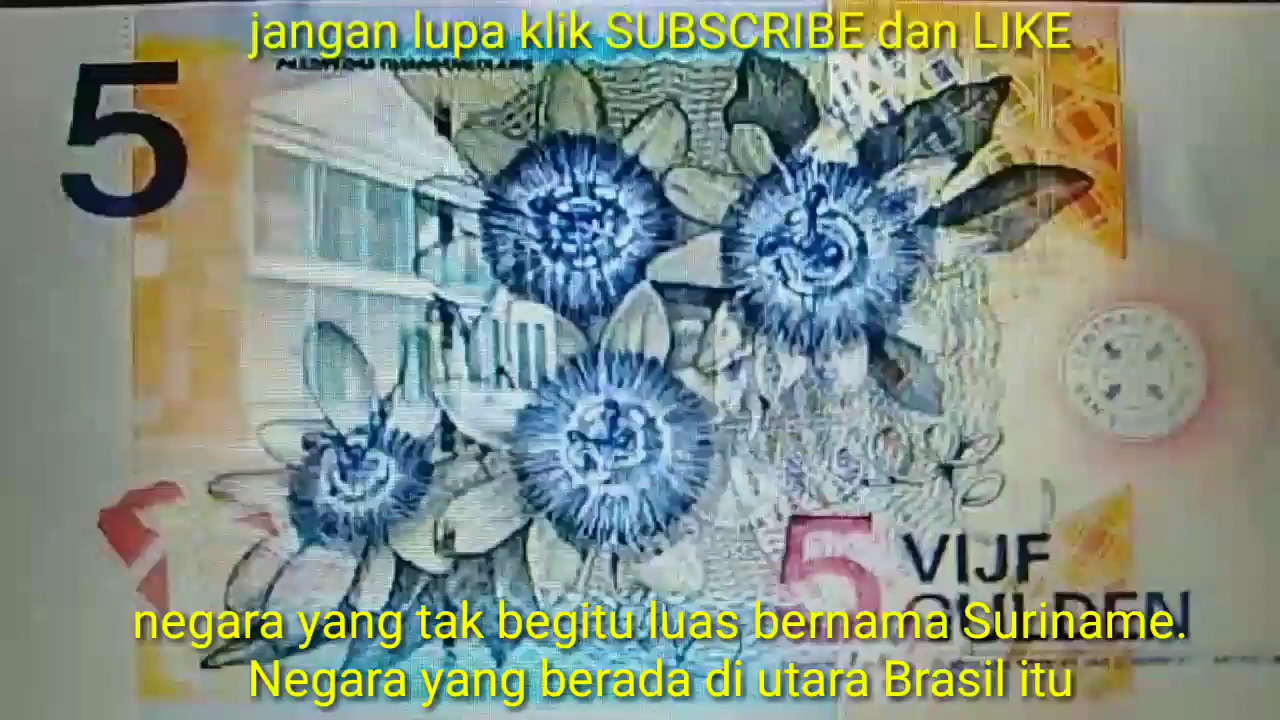 jangan lupa klik SUBSCRIBE dan LIKE
5
5 VIJF
GULDEN
negara yang tak begitu luas bernama Suriname.
Negara yang berada di utara Brasil itu